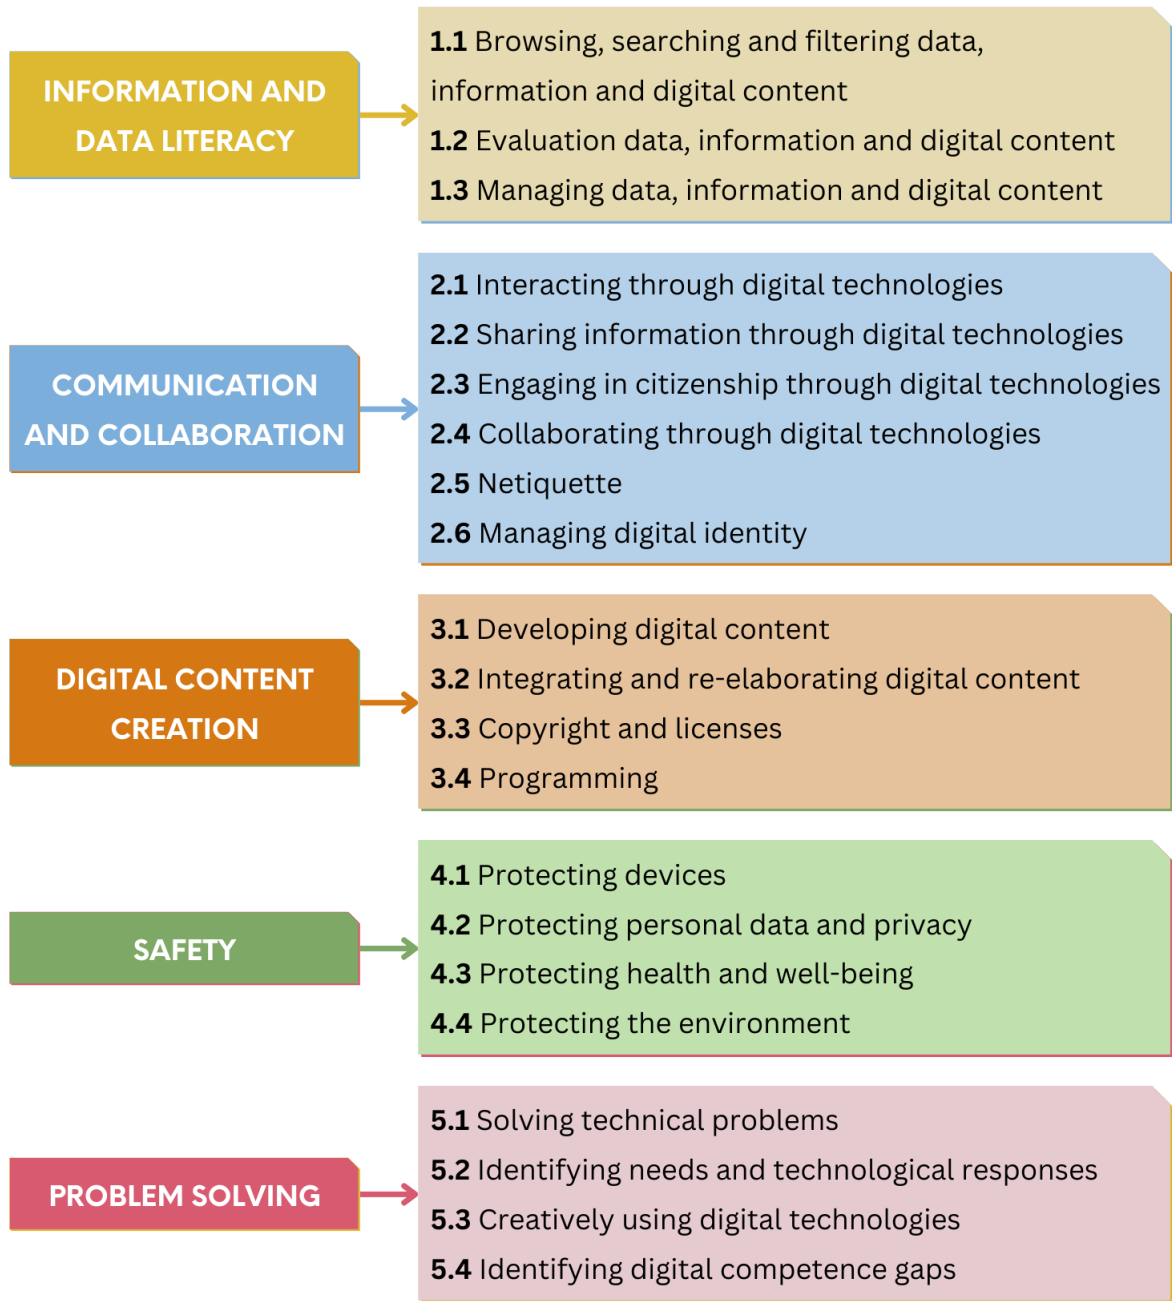 INFORMATION AND
DATA LITERACY
1.1 Browsing, searching and filtering data,
information and digital content
1.2 Evaluation data, information and digital content
1.3 Managing data, information and digital content
COMMUNICATION
AND COLLABORATION
2.1 Interacting through digital technologies
2.2 Sharing information through digital technologies
2.3 Engaging in citizenship through digital technologies
2.4 Collaborating through digital technologies
2.5 Netiquette
2.6 Managing digital identity
DIGITAL CONTENT
CREATION
3.1 Developing digital content
3.2 Integrating and re-elaborating digital content
3.3 Copyright and licenses
3.4 Programming
SAFETY
4.1 Protecting devices
4.2 Protecting personal data and privacy
4.3 Protecting health and well-being
4.4 Protecting the environment
PROBLEM SOLVING
5.1 Solving technical problems
5.2 Identifying needs and technological responses
5.3 Creatively using digital technologies
5.4 Identifying digital competence gaps